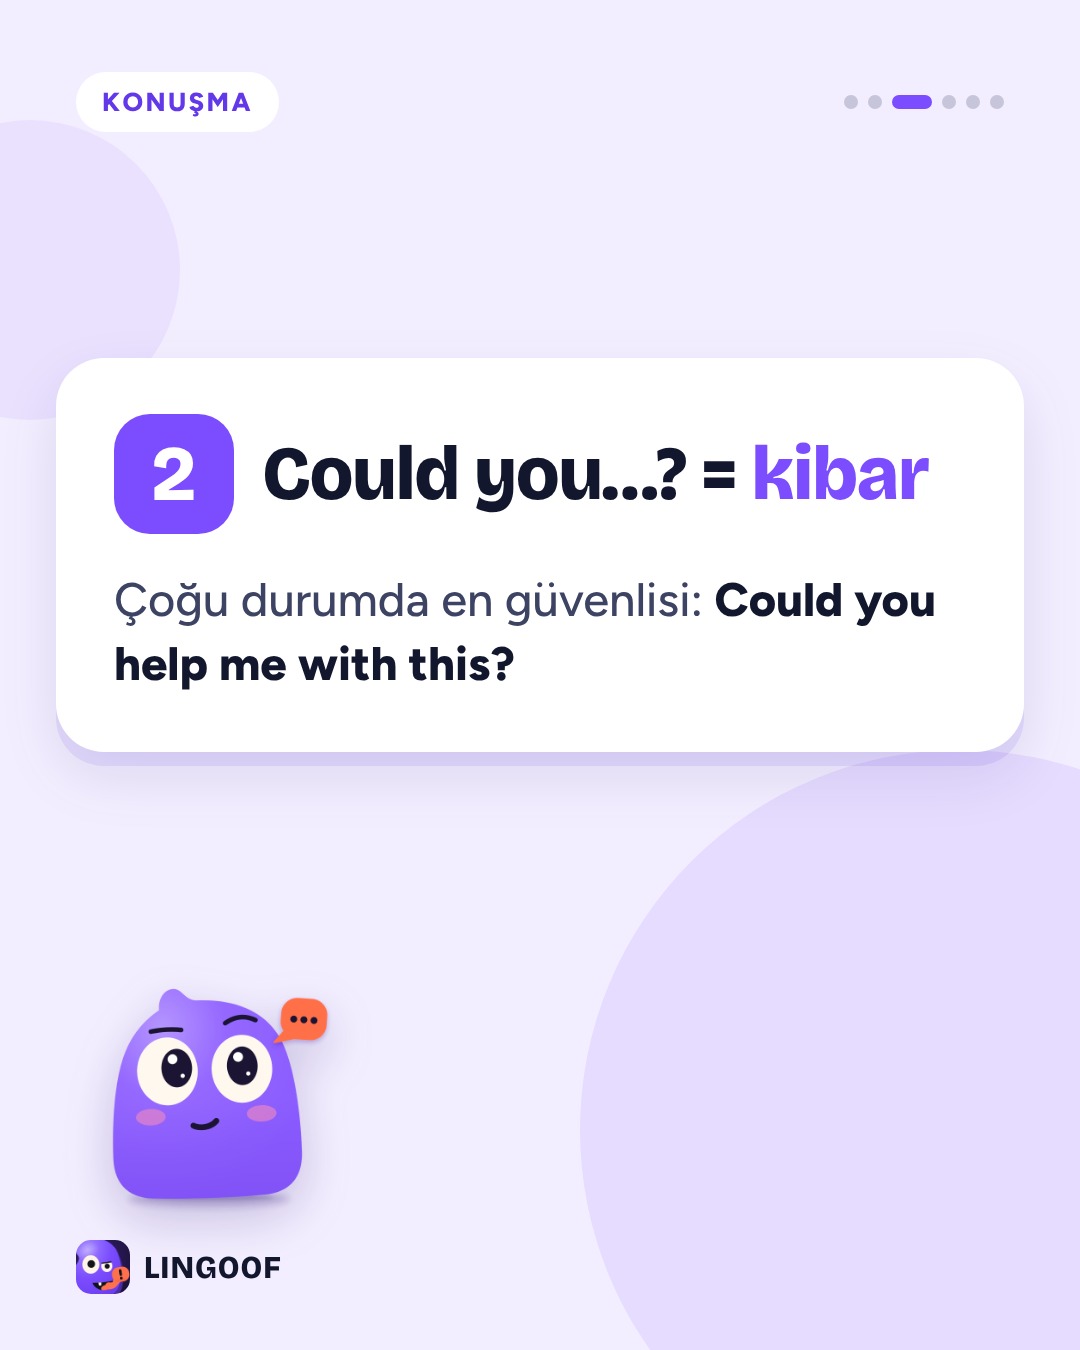 KONUŞMA
2
Could you...? = kibar
Çoğu durumda en güvenlisi: Could you
help me with this?
LINGOOF